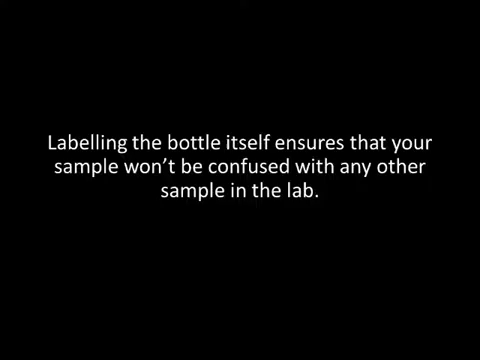 Labelling the bottle itself ensures that your
sample won’t be confused with any other
sample in the lab.